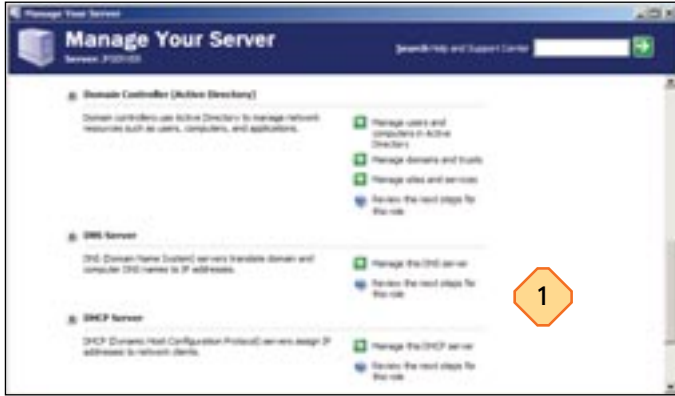 Manage Your Server
Manage Your Server
Server:
Search Help and Support Center
Domain Controller (Active Directory)
Domain controllers use Active Directory to manage network
resources such as users, computers, and applications.
Manage users and
computers in Active
Directory
Manage domains and trusts
Manage sites and services
Review the next steps for
this role
DNS Server
DNS (Domain Name System) servers translate domain and
computer DNS names to IP addresses.
Manage this DNS server
Review the next steps for
this role
1
DHCP Server
DHCP (Dynamic Host Configuration Protocol) servers assign IP
addresses to network clients.
Manage this DHCP server
Review the next steps for
this role